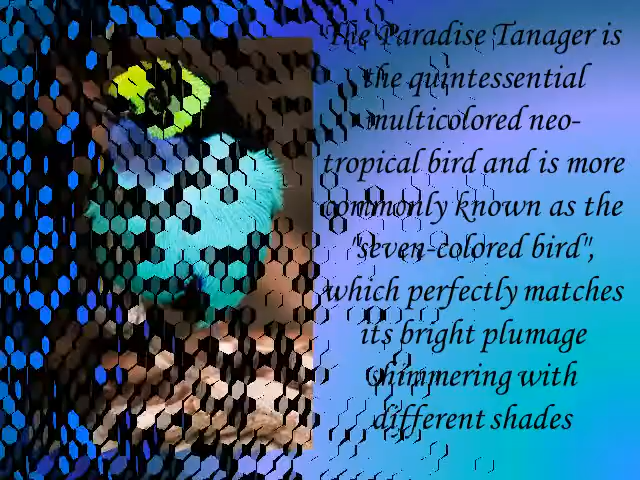 The Paradise Tanager is
the quintessential
multicolored neo-
tropical bird and is more
commonly known as the
"seven-colored bird",
which perfectly matches
its bright plumage
shimmering with
different shades